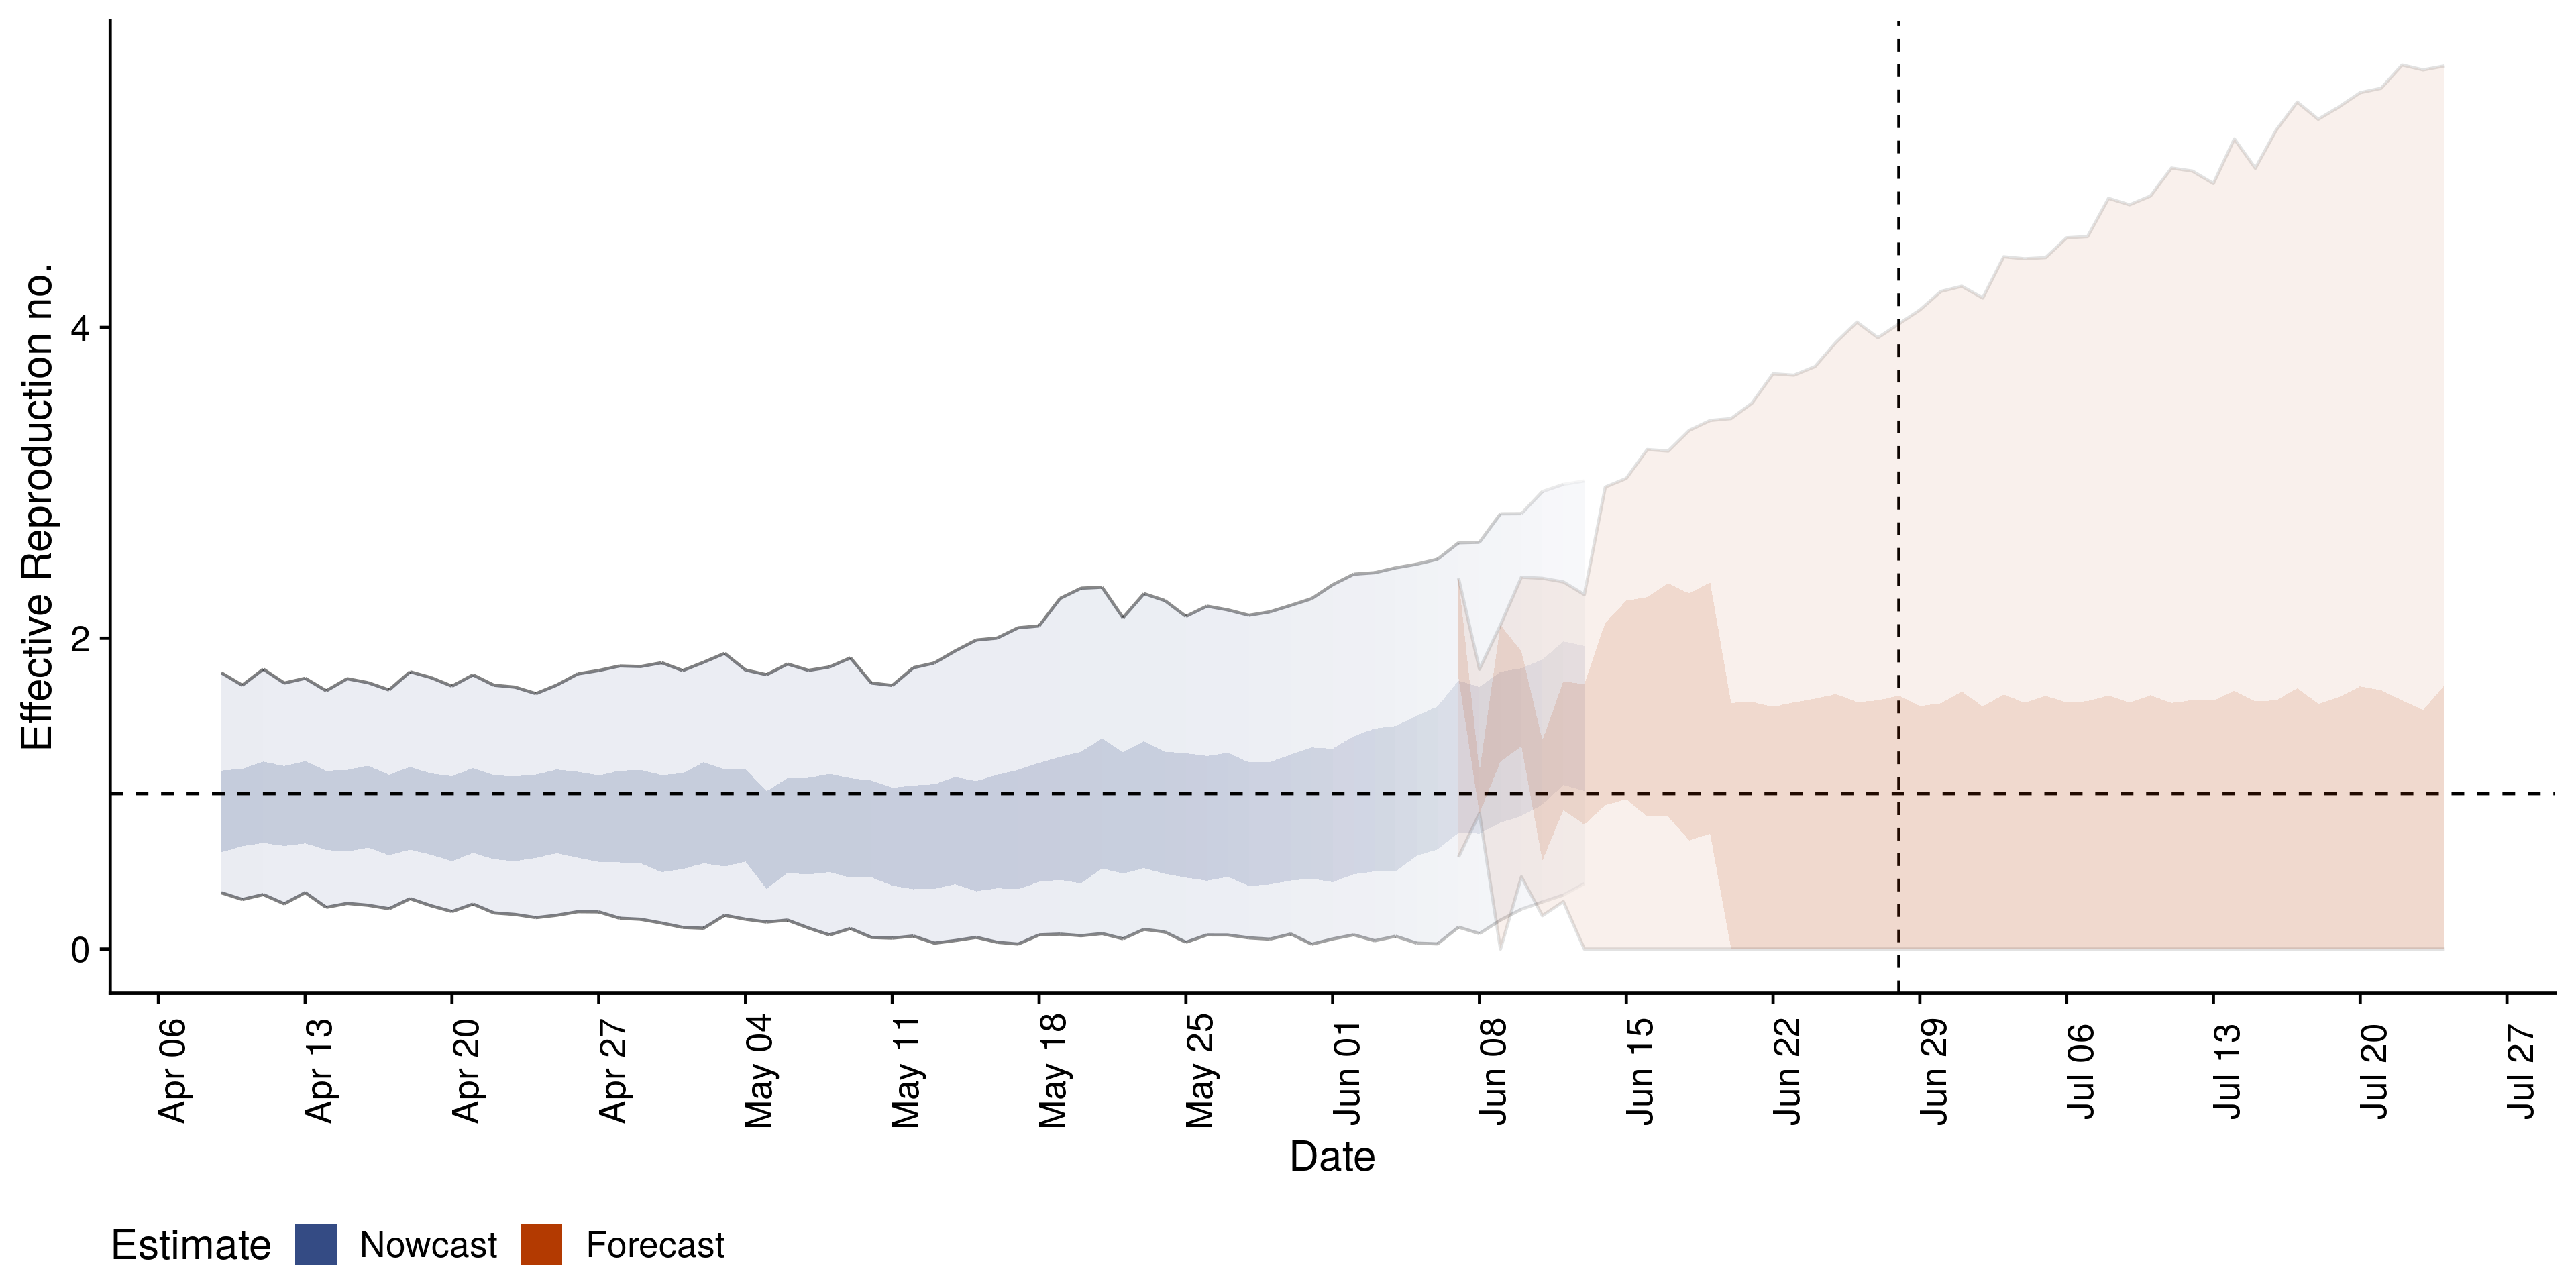 Effective Reproduction no.
4
2
0
Apr 06
Apr 13
Apr 20
Apr 27
May 04
May 11
May 18
May 25
Jun 01
Jun 08
Jun 15
Jun 22
Jun 29
Jul 06
Jul 13
Jul 20
Jul 27
Date
Estimate Nowcast Forecast